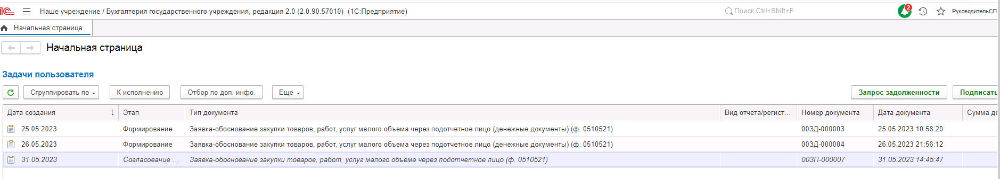 1С Наше учреждение / Бухгалтерия государственного учреждения, редакция 2.0 (2.0.90.57010) (1С:Предприятие) Поиск Ctrl+Shift+F 2 РуководительСП
Начальная страница
Начальная страница
Задачи пользователя
Сгруппировать по К исполнению Отбор по доп. инфо. Еще Запрос задолженности Подписать
Дата создания ↓ Этап Тип документа Вид отчета/регист... Номер документа Дата документа Сумма до
25.05.2023 Формирование Заявка-обоснование закупки товаров, работ, услуг малого объема через подотчетное лицо (денежные документы) (ф. 0510521) 00ЗД-000003 25.05.2023 10:58:20
26.05.2023 Формирование Заявка-обоснование закупки товаров, работ, услуг малого объема через подотчетное лицо (денежные документы) (ф. 0510521) 00ЗД-000004 26.05.2023 21:56:12
31.05.2023 Согласование ... Заявка-обоснование закупки товаров, работ, услуг малого объема через подотчетное лицо (ф. 0510521) 00ЗП-000007 31.05.2023 14:45:47